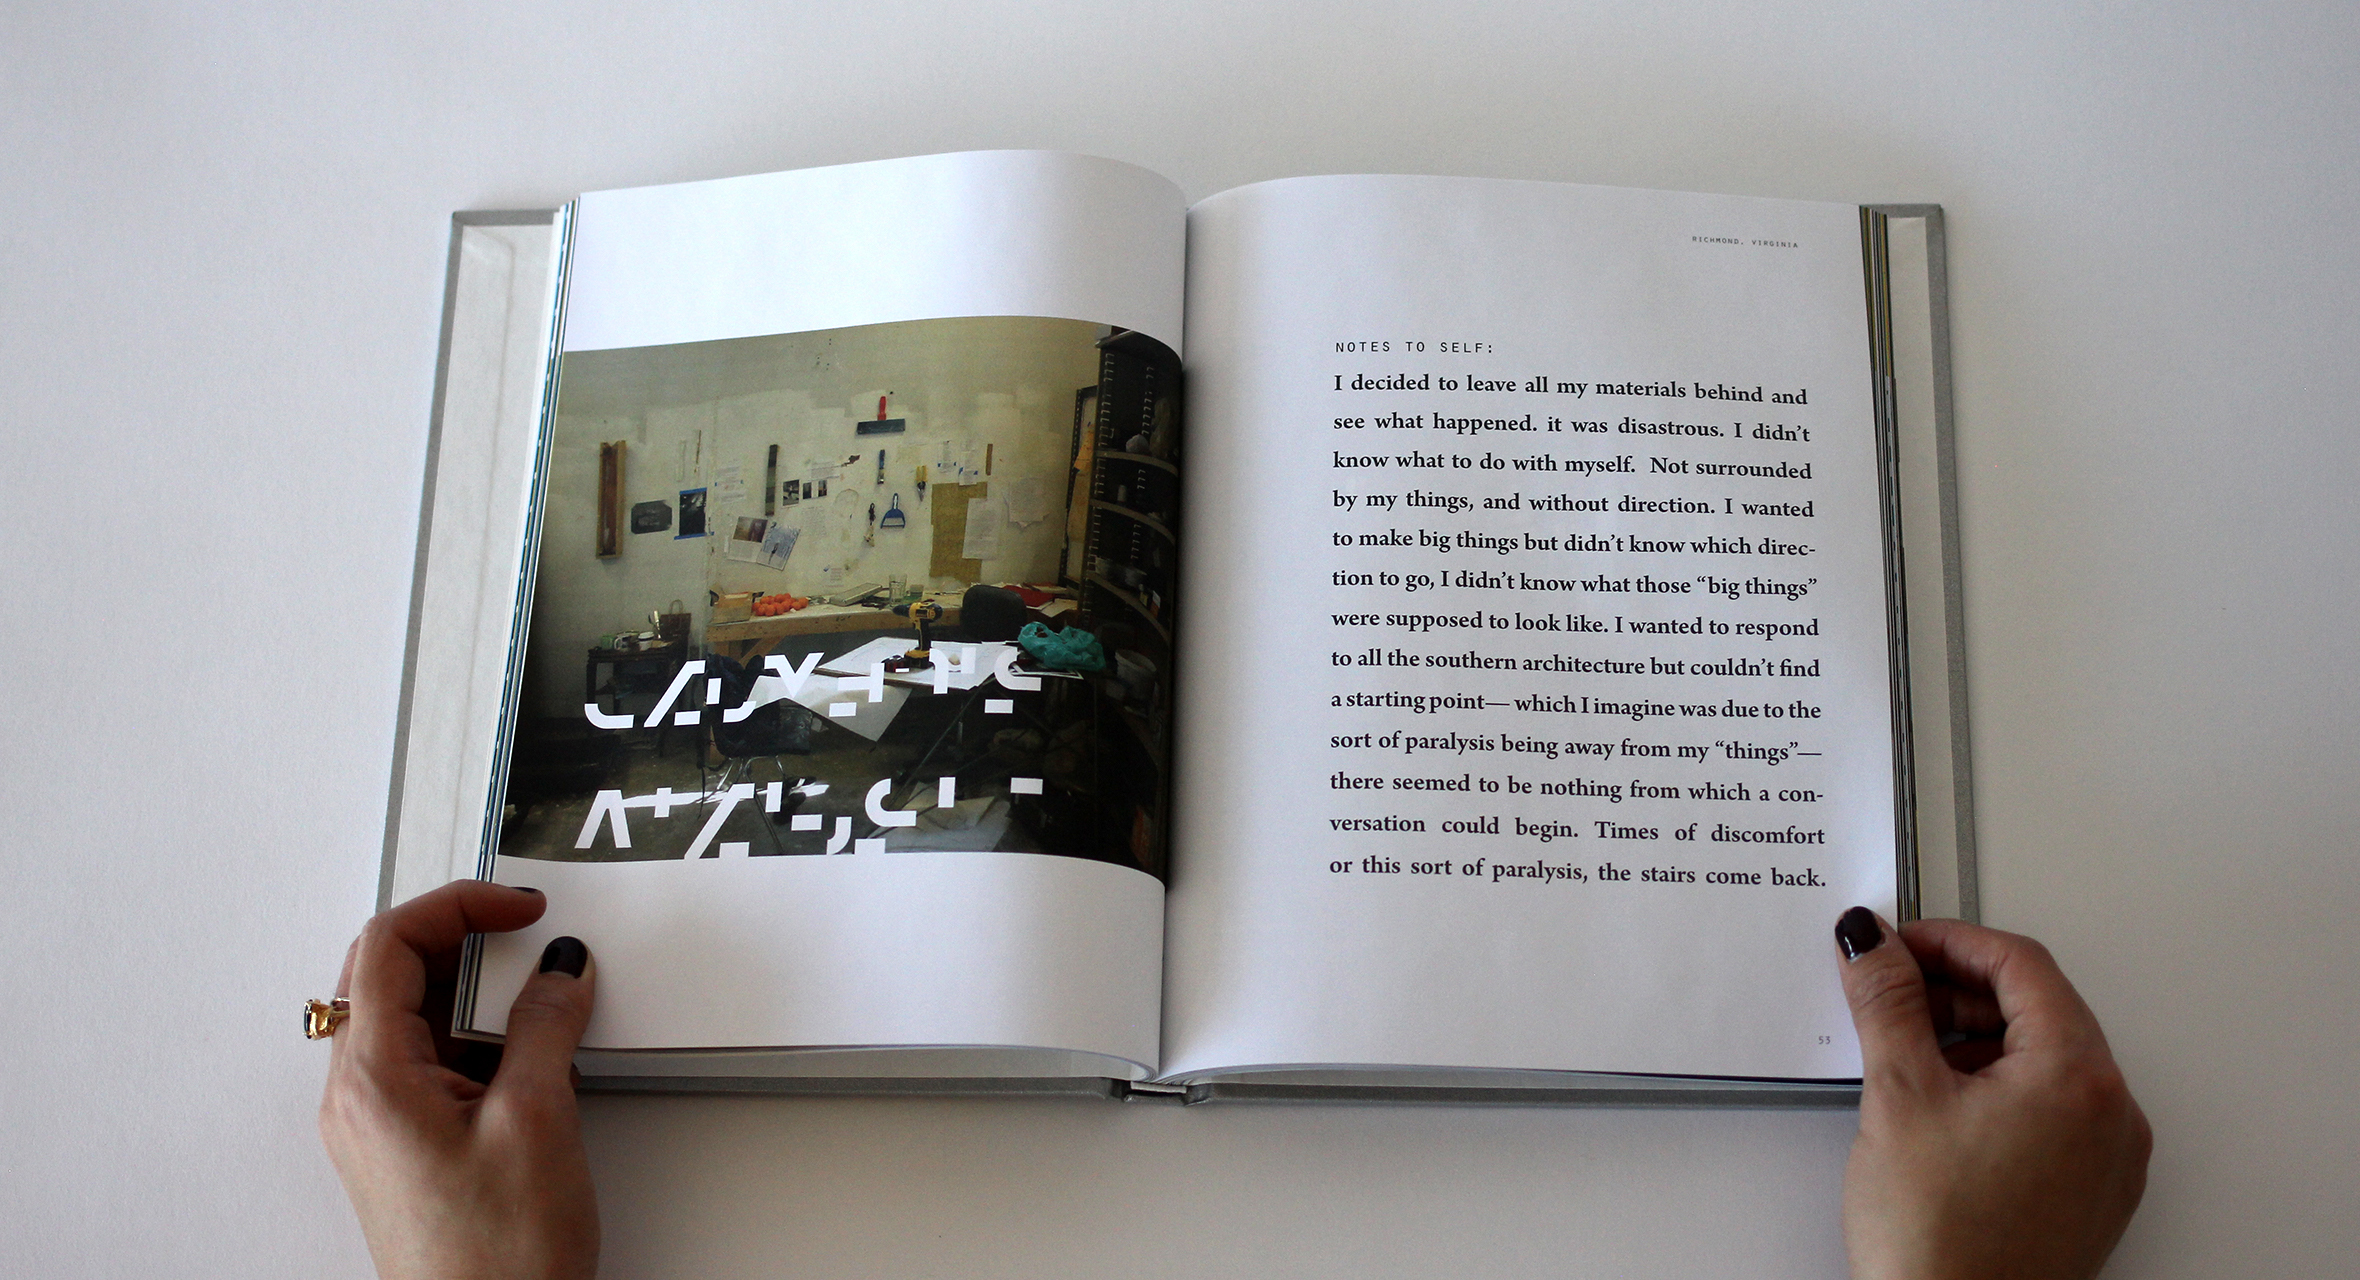 RICHMOND, VIRGINIA
NOTES TO SELF:
I decided to leave all my materials behind and
see what happened. it was disastrous. I didn’t
know what to do with myself.  Not surrounded
by my things, and without direction. I wanted
to make big things but didn’t know which direc-
tion to go, I didn’t know what those “big things”
were supposed to look like. I wanted to respond
to all the southern architecture but couldn’t find
a starting point— which I imagine was due to the
sort of paralysis being away from my “things”—
there seemed to be nothing from which a con-
versation could begin. Times of discomfort
or this sort of paralysis, the stairs come back.
53